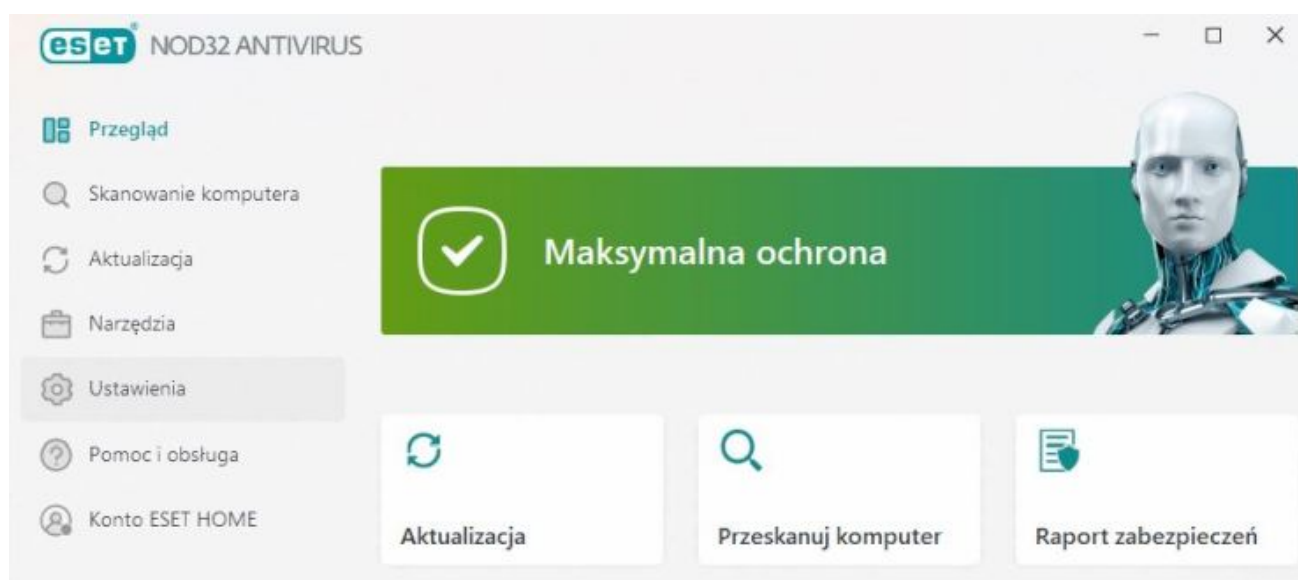 eset® NOD32 ANTIVIRUS
Przegląd
Skanowanie komputera
Aktualizacja
Narzędzia
Ustawienia
Pomoc i obsługa
Konto ESET HOME
Maksymalna ochrona
Aktualizacja
Przeskanuj komputer
Raport zabezpieczeń